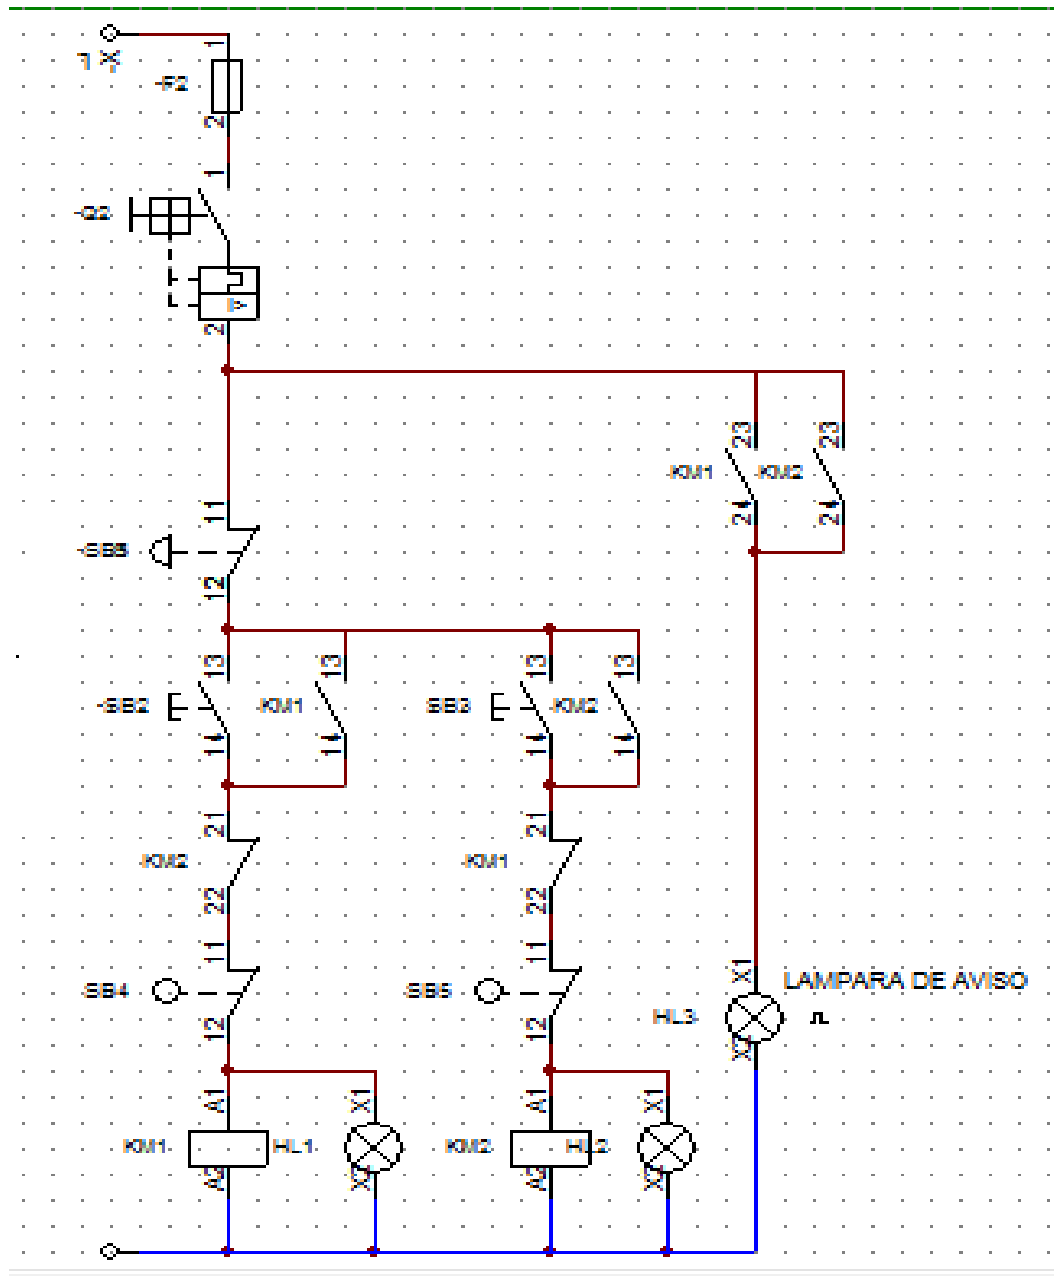 1
-F2
2
1
-Q2
I>
2
23
23
-KM1
-KM2
24
24
11
12
13
13
13
13
-SB2
-KM1
SB3
-KM2
14
14
14
14
21
21
-KM2
-KM1
22
22
11
11
SB4
SB5
12
12
X1
LAMPARA DE AVISO
HL3
X2
A1
X1
A1
X1
KM1
HL1
KM2
HL2
A2
X2
A2
X2